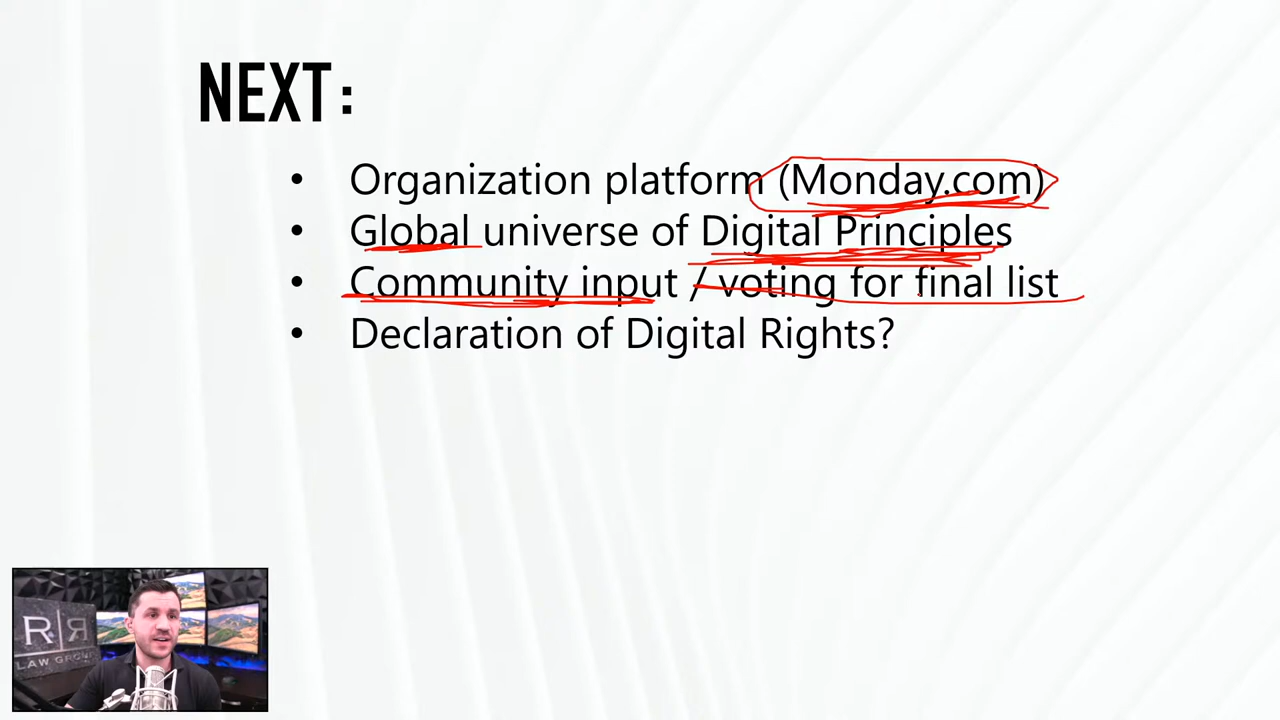 NEXT:
• Organization platform (Monday.com)
• Global universe of Digital Principles
• Community input / voting for final list
• Declaration of Digital Rights?
R|Я
LAW GROUP